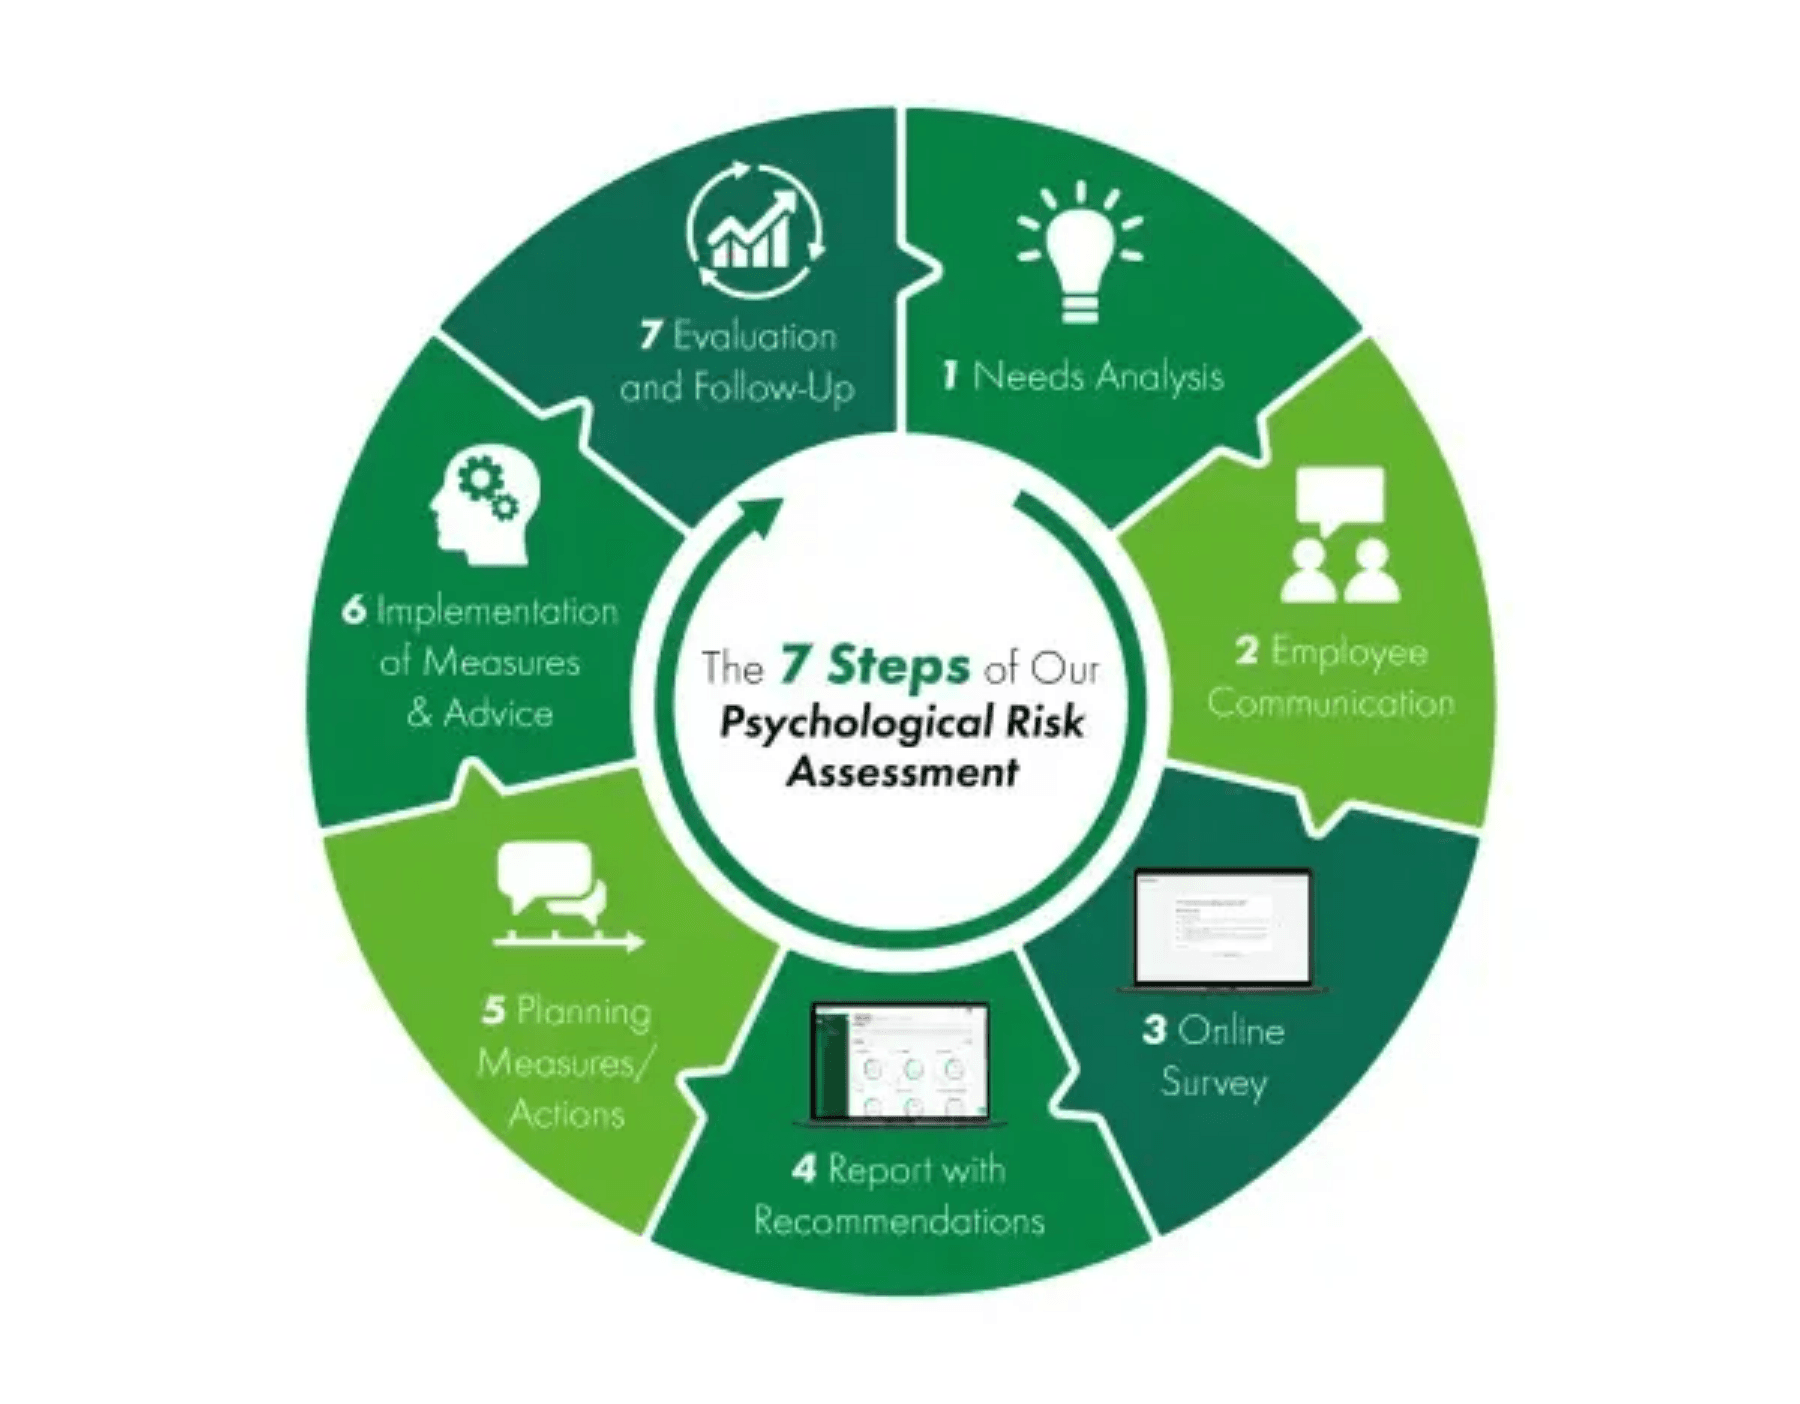 The 7 Steps of Our
Psychological Risk
Assessment
1 Needs Analysis
2 Employee
Communication
3 Online
Survey
4 Report with
Recommendations
5 Planning
Measures/
Actions
6 Implementation
of Measures
& Advice
7 Evaluation
and Follow-Up